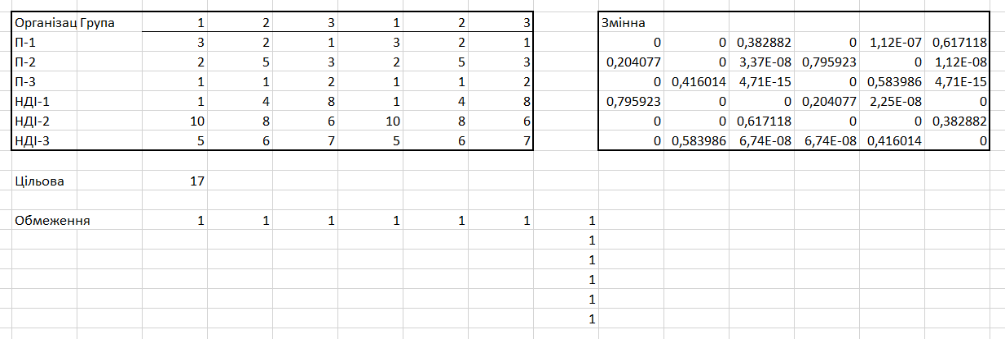 Організац Група 1 2 3 1 2 3 Змінна
П-1 3 2 1 3 2 1 0 0 0,382882 0 1,12E-07 0,617118
П-2 2 5 3 2 5 3 0,204077 0 3,37E-08 0,795923 0 1,12E-08
П-3 1 1 2 1 1 2 0 0,416014 4,71E-15 0 0,583986 4,71E-15
НДІ-1 1 4 8 1 4 8 0,795923 0 0 0,204077 2,25E-08 0
НДІ-2 10 8 6 10 8 6 0 0 0,617118 0 0 0,382882
НДІ-3 5 6 7 5 6 7 0 0,583986 6,74E-08 6,74E-08 0,416014 0
Цільова 17
Обмеження 1 1 1 1 1 1 1
1
1
1
1
1